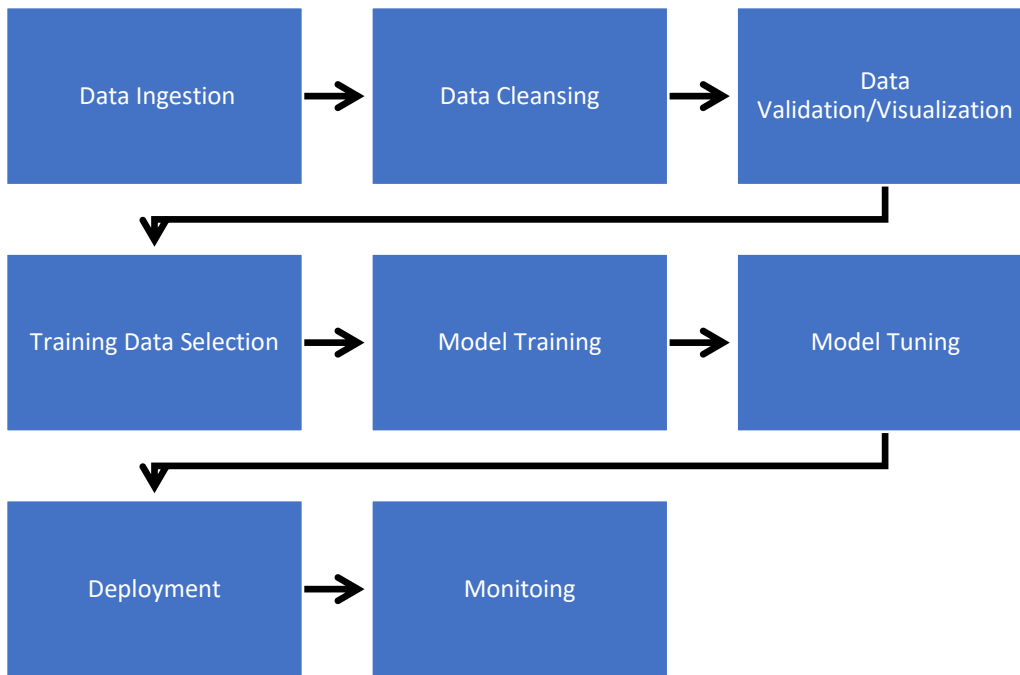 Data Ingestion
Data Cleansing
Data
Validation/Visualization
Training Data Selection
Model Training
Model Tuning
Deployment
Monitoing